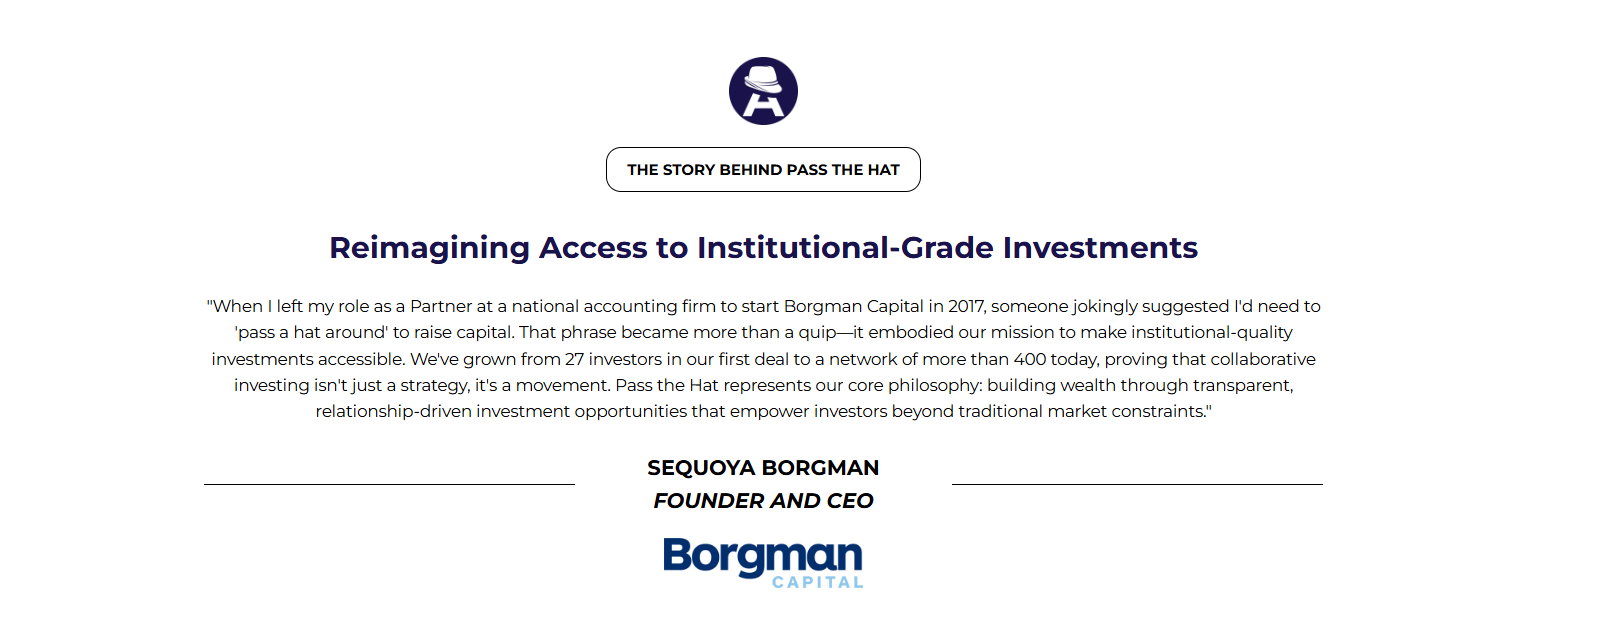 THE STORY BEHIND PASS THE HAT
Reimagining Access to Institutional-Grade Investments
"When I left my role as a Partner at a national accounting firm to start Borgman Capital in 2017, someone jokingly suggested I'd need to
'pass a hat around' to raise capital. That phrase became more than a quip—it embodied our mission to make institutional-quality
investments accessible. We've grown from 27 investors in our first deal to a network of more than 400 today, proving that collaborative
investing isn't just a strategy, it's a movement. Pass the Hat represents our core philosophy: building wealth through transparent,
relationship-driven investment opportunities that empower investors beyond traditional market constraints."
SEQUOYA BORGMAN
FOUNDER AND CEO
Borgman
CAPITAL